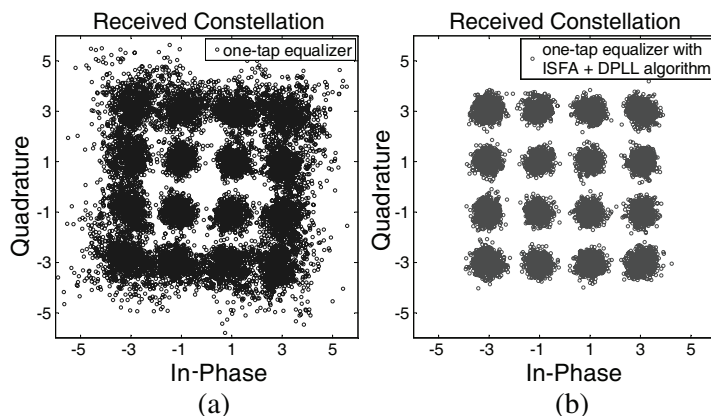 Received Constellation
one-tap equalizer
Quadrature
5
3
1
-1
-3
-5
-5
-3
-1
1
3
5
In-Phase
(a)
Received Constellation
one-tap equalizer with
ISFA + DPLL algorithm
Quadrature
5
3
1
-1
-3
-5
-5
-3
-1
1
3
5
In-Phase
(b)